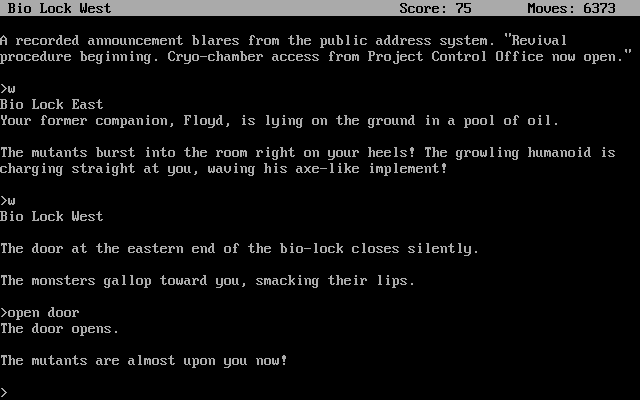 Bio Lock West Score: 75 Moves: 6373
A recorded announcement blares from the public address system. "Revival
procedure beginning. Cryo-chamber access from Project Control Office now open."
>w
Bio Lock East
Your former companion, Floyd, is lying on the ground in a pool of oil.
The mutants burst into the room right on your heels! The growling humanoid is
charging straight at you, waving his axe-like implement!
>w
Bio Lock West
The door at the eastern end of the bio-lock closes silently.
The monsters gallop toward you, smacking their lips.
>open door
The door opens.
The mutants are almost upon you now!
>